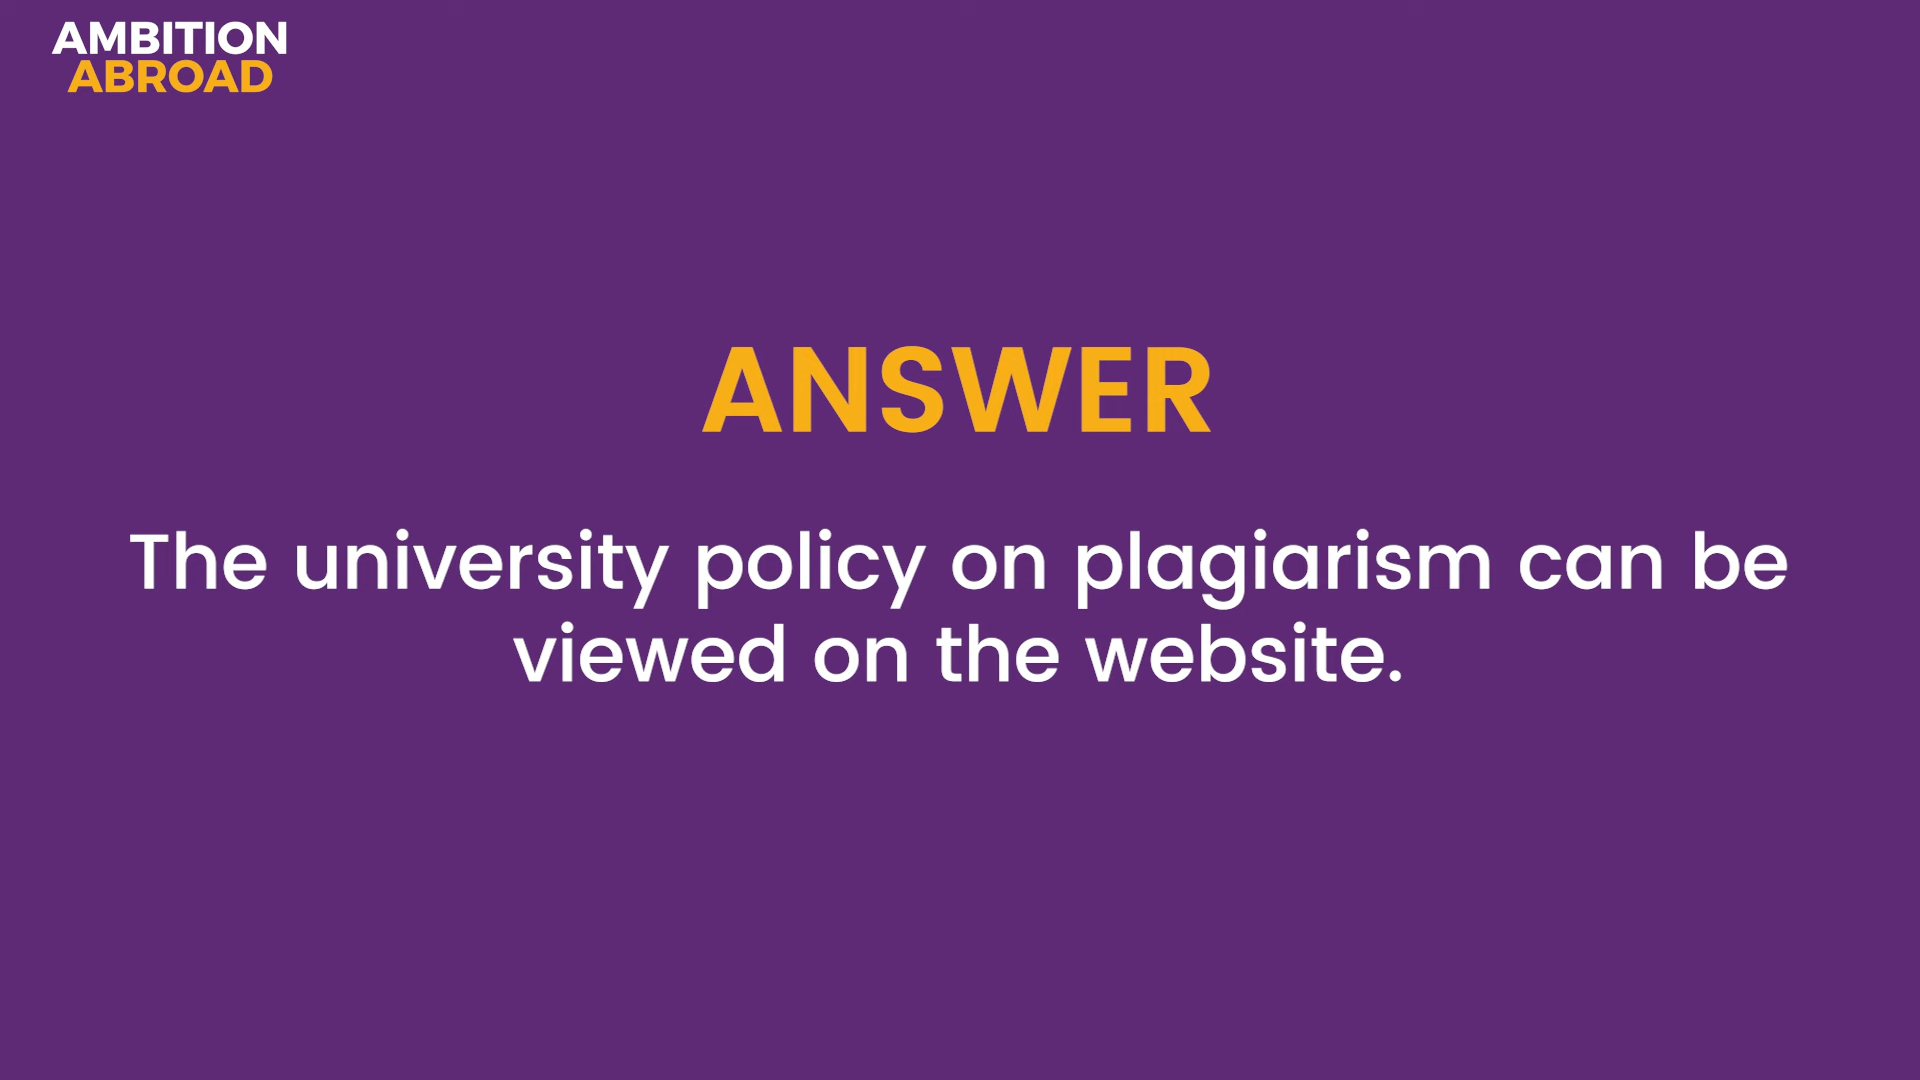 AMBITION
ABROAD
ANSWER
The university policy on plagiarism can be
viewed on the website.